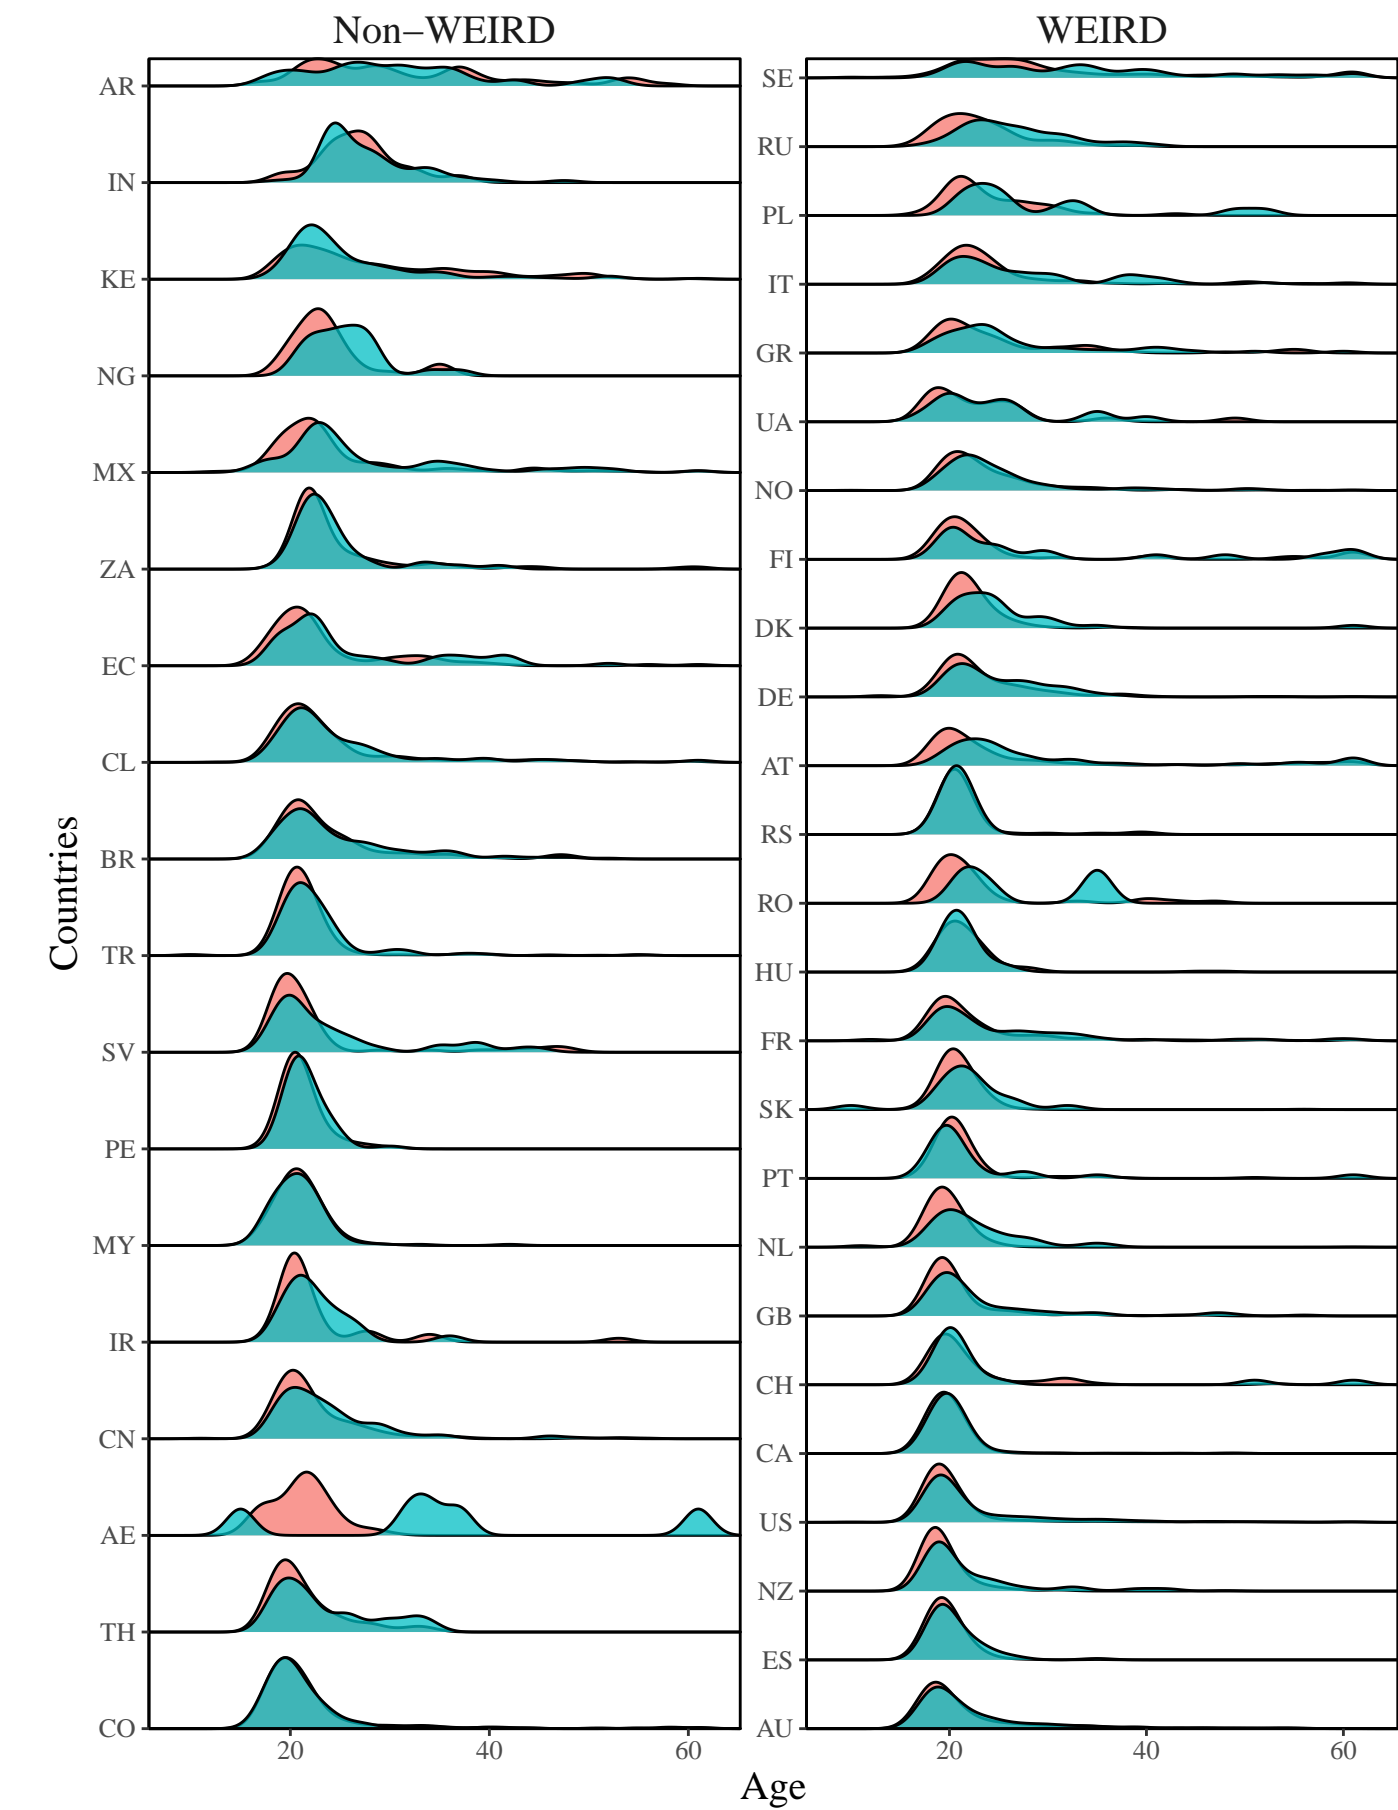 Non−WEIRD
WEIRD
AR
IN
KE
NG
MX
ZA
EC
CL
BR
TR
SV
PE
MY
IR
CN
AE
TH
CO
SE
RU
PL
IT
GR
UA
NO
FI
DK
DE
AT
RS
RO
HU
FR
SK
PT
NL
GB
CH
CA
US
NZ
ES
AU
20 40 60
20 40 60
Age
Countries